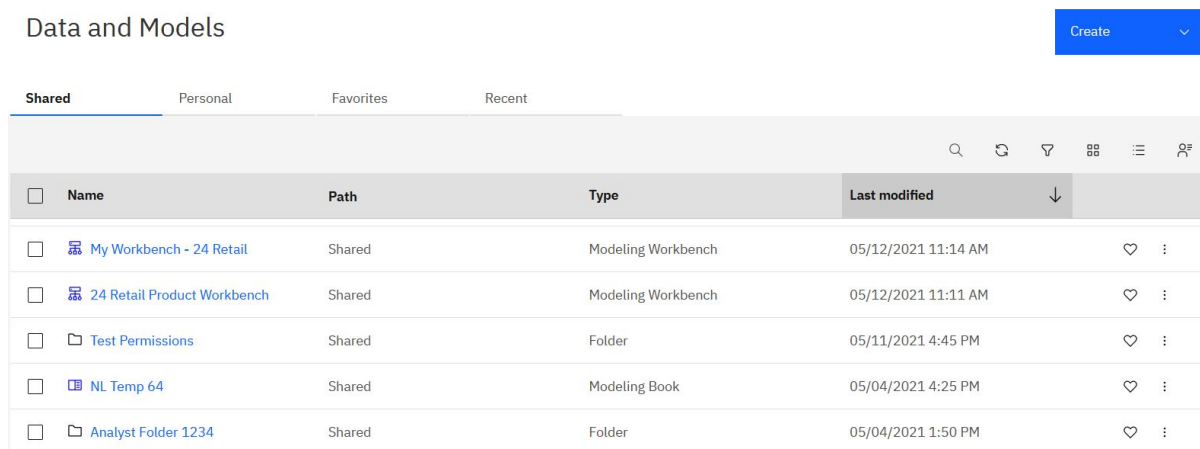 Data and Models
Create
Shared Personal Favorites Recent
Name Path Type Last modified
My Workbench - 24 Retail Shared Modeling Workbench 05/12/2021 11:14 AM
24 Retail Product Workbench Shared Modeling Workbench 05/12/2021 11:11 AM
Test Permissions Shared Folder 05/11/2021 4:45 PM
NL Temp 64 Shared Modeling Book 05/04/2021 4:25 PM
Analyst Folder 1234 Shared Folder 05/04/2021 1:50 PM